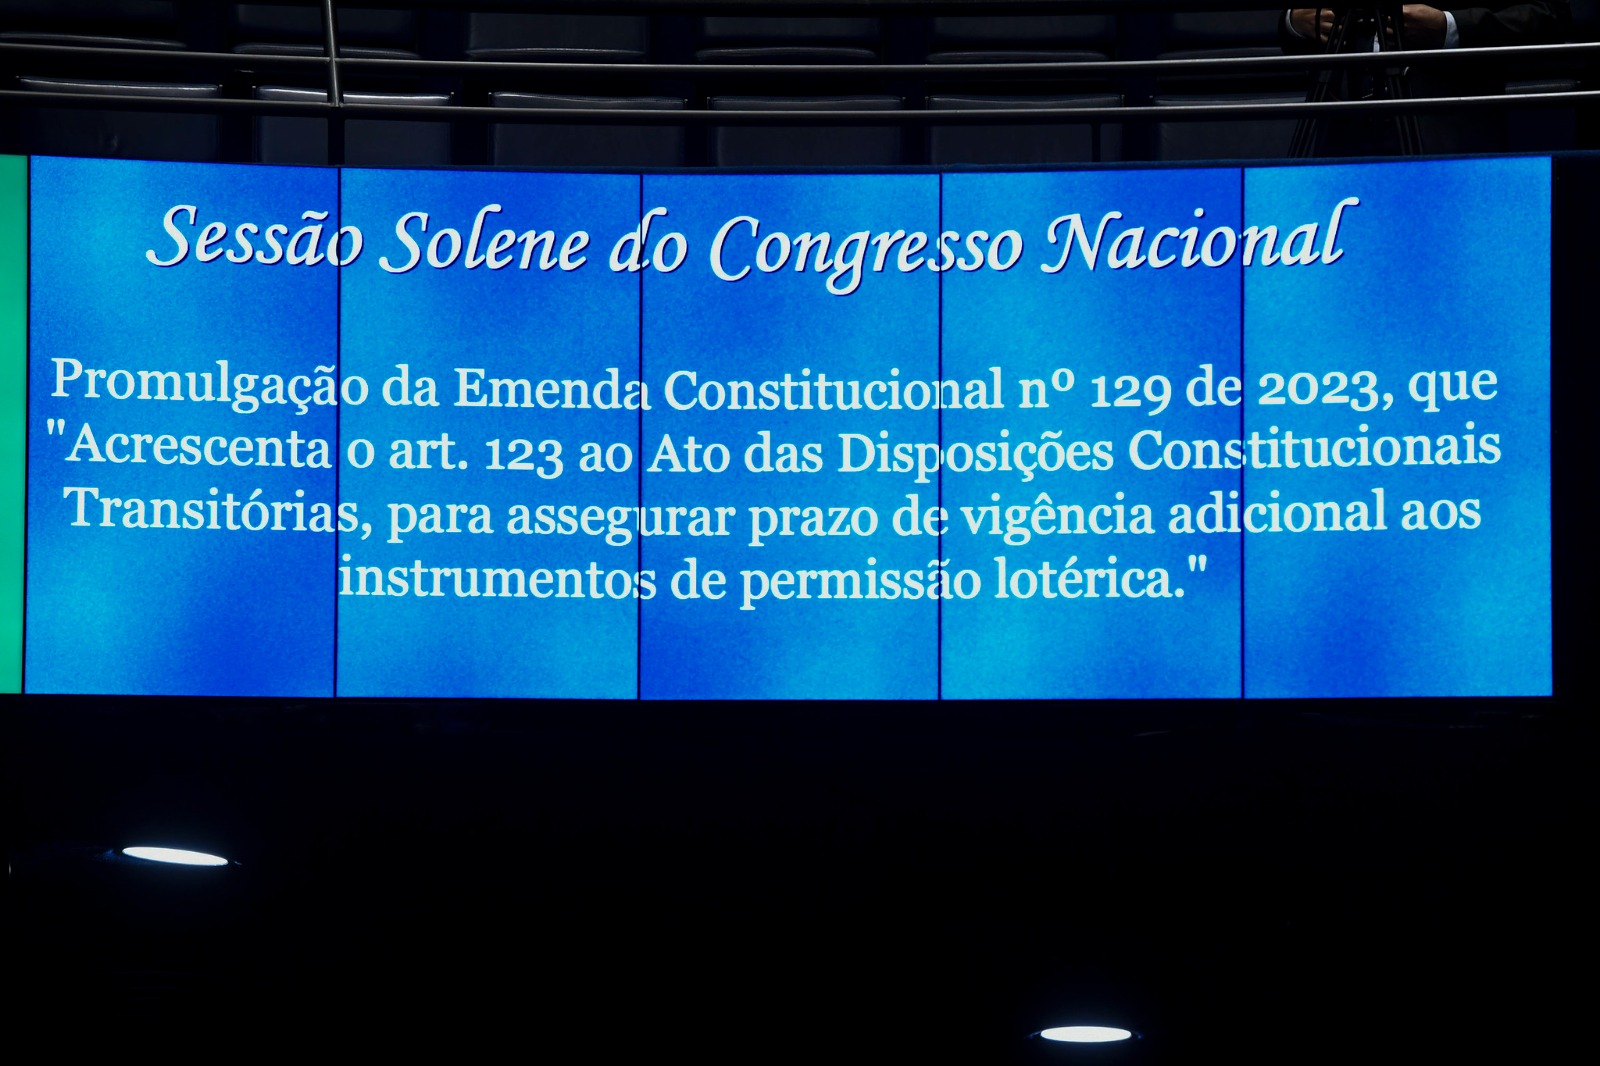 Sessão Solene do Congresso Nacional
Promulgação da Emenda Constitucional nº 129 de 2023, que
"Acrescenta o art. 123 ao Ato das Disposições Constitucionais
Transitórias, para assegurar prazo de vigência adicional aos
instrumentos de permissão lotérica."